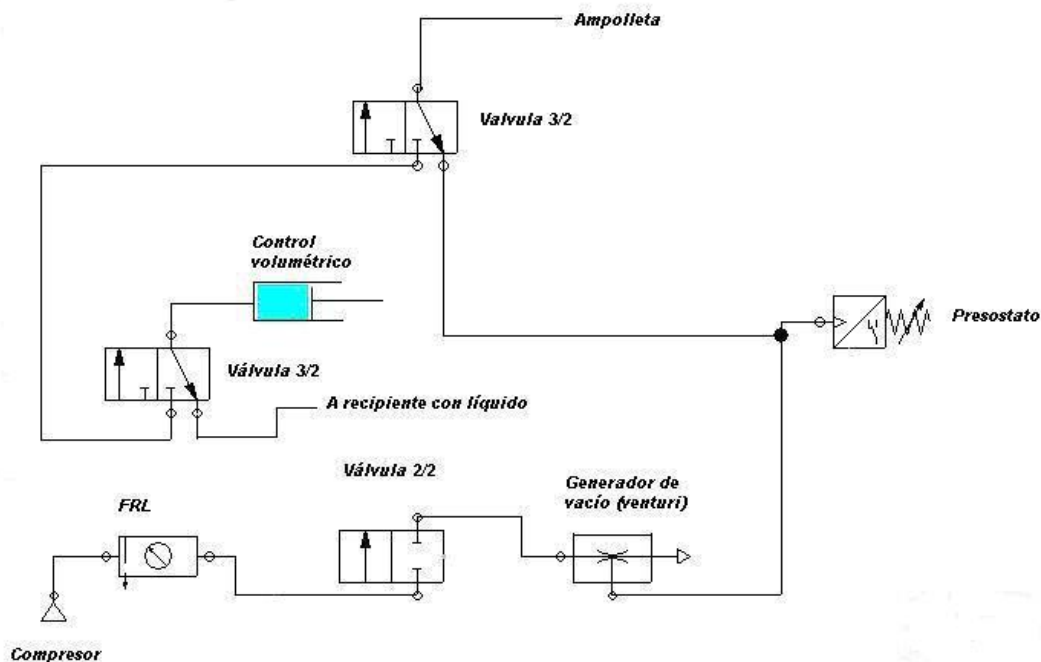 Ampolleta
Valvula 3/2
Control
volumétrico
Presostato
Válvula 3/2
A recipiente con líquido
Válvula 2/2
Generador de
vacío (venturi)
FRL
Compresor